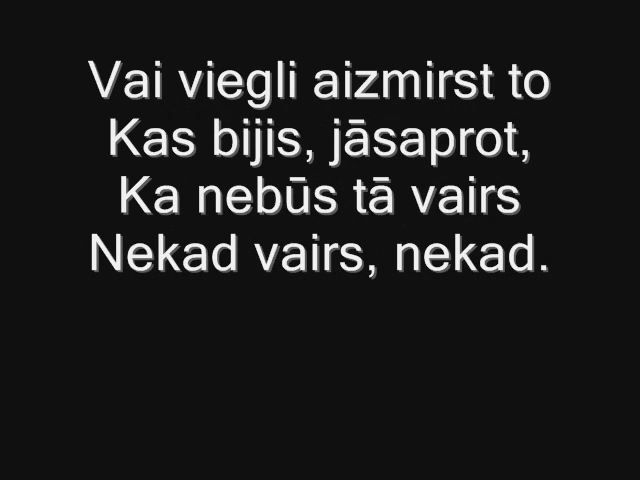 Vai viegli aizmirst to
Kas bijis, jāsaprot,
Ka nebūs tā vairs
Nekad vairs, nekad.